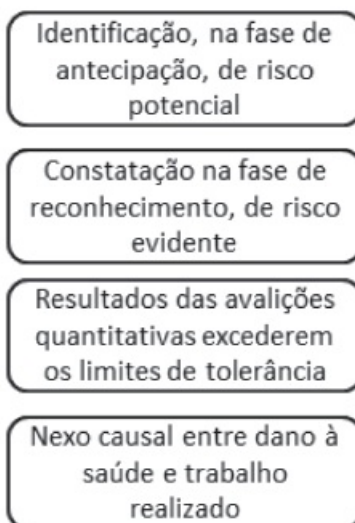 Identificação, na fase de
antecipação, de risco
potencial
Constatação na fase de
reconhecimento, de risco
evidente
Resultados das avalições
quantitativas excederem
os limites de tolerância
Nexo causal entre dano à
saúde e trabalho
realizado